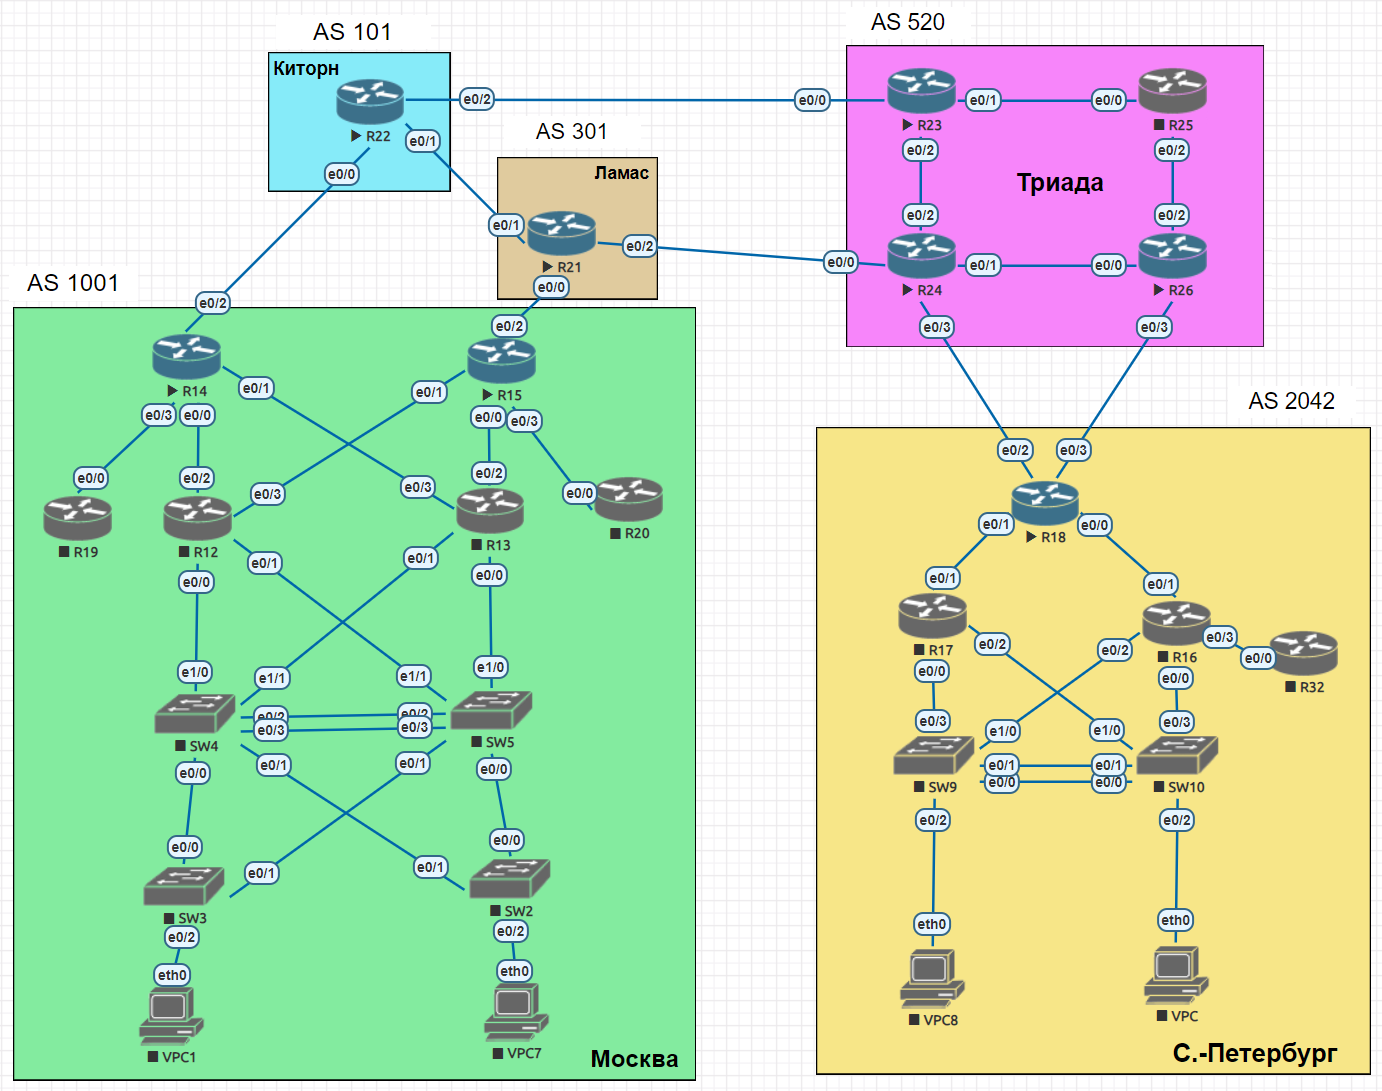 AS 101
AS 520
Киторн
e0/2
e0/0
e0/1
e0/0
R22
R23
R25
e0/1
AS 301
e0/2
e0/2
e0/0
Ламас
Триада
e0/1
e0/2
e0/2
e0/2
e0/0
e0/1
e0/0
R21
AS 1001
e0/0
R24
R26
e0/2
e0/2
e0/3
e0/3
R14
e0/1
e0/1
R15
AS 2042
e0/3
e0/0
e0/0
e0/3
e0/2
e0/3
e0/0
e0/2
e0/3
e0/3
e0/2
e0/0
R19
R12
R13
R20
e0/1
R18
e0/0
e0/0
e0/1
e0/1
e0/0
e0/1
e0/1
R17
e0/2
e0/2
R16
e0/3
e0/0
e1/0
e1/1
e1/1
e1/0
e0/0
e0/0
R32
e0/2
e0/2
e0/3
e0/3
e0/3
e1/0
e1/0
e0/3
SW4
SW5
e0/0
e0/1
e0/1
e0/0
SW9
e0/1
e0/1
SW10
e0/0
e0/0
e0/0
e0/1
e0/1
e0/0
e0/2
e0/2
SW3
SW2
e0/2
e0/2
eth0
eth0
eth0
eth0
VPC1
VPC7
VPC8
VPC
Москва
С.-Петербург